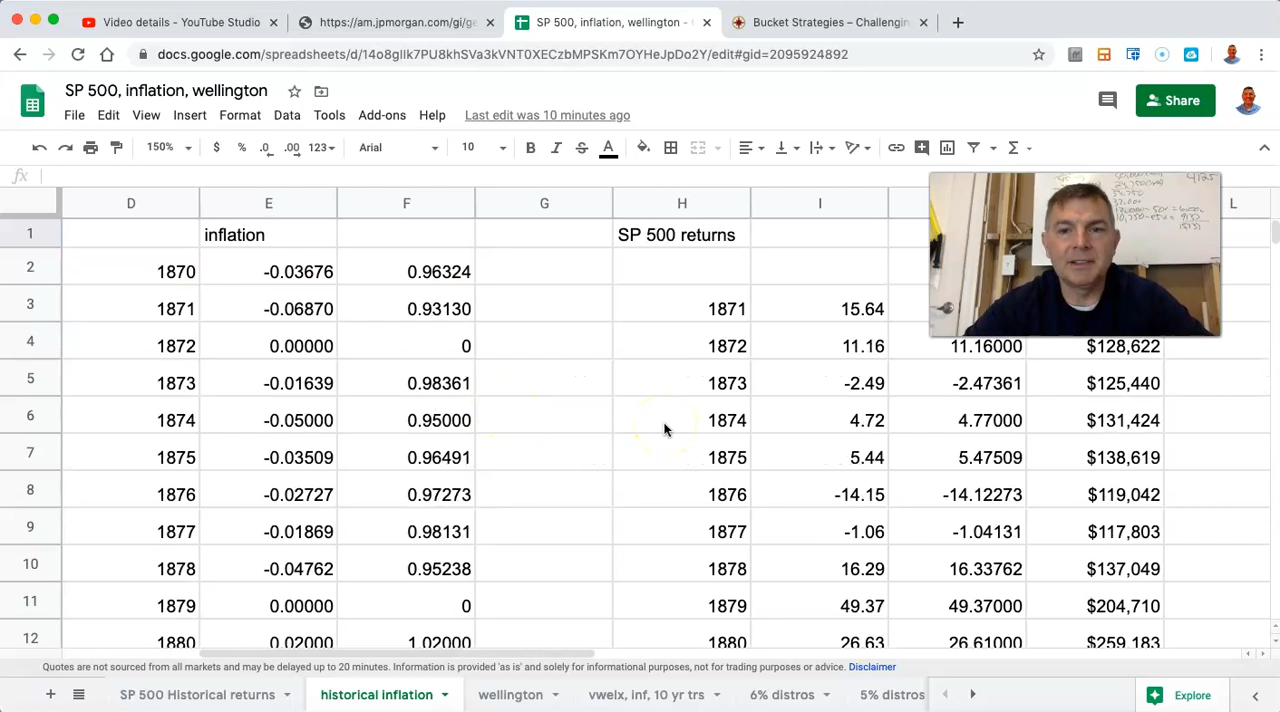 Video details - YouTube Studio
https://am.jpmorgan.com/gi/ge
SP 500, inflation, wellington -
Bucket Strategies – Challenging
docs.google.com/spreadsheets/d/14o8gIlk7PU8khSVa3kVNT0XECzbMPSKm7OYHeJpDo2Y/edit#gid=2095924892
SP 500, inflation, wellington
Share
File Edit View Insert Format Data Tools Add-ons Help Last edit was 10 minutes ago
150% $ % .0 .00 123 Arial 10 B I S A
fx
D E F G H I L
1 inflation SP 500 returns
2 1870 -0.03676 0.96324
3 1871 -0.06870 0.93130 1871 15.64
4 1872 0.00000 0 1872 11.16 11.16000 $128,622
5 1873 -0.01639 0.98361 1873 -2.49 -2.47361 $125,440
6 1874 -0.05000 0.95000 1874 4.72 4.77000 $131,424
7 1875 -0.03509 0.96491 1875 5.44 5.47509 $138,619
8 1876 -0.02727 0.97273 1876 -14.15 -14.12273 $119,042
9 1877 -0.01869 0.98131 1877 -1.06 -1.04131 $117,803
10 1878 -0.04762 0.95238 1878 16.29 16.33762 $137,049
11 1879 0.00000 0 1879 49.37 49.37000 $204,710
12 1880 0.02000 1.02000 1880 26.63 26.61000 $259,183
Quotes are not sourced from all markets and may be delayed up to 20 minutes. Information is provided 'as is' and solely for informational purposes, not for trading purposes or advice. Disclaimer
SP 500 Historical returns historical inflation wellington vwelx, inf, 10 yr trs 6% distros 5% distros Explore